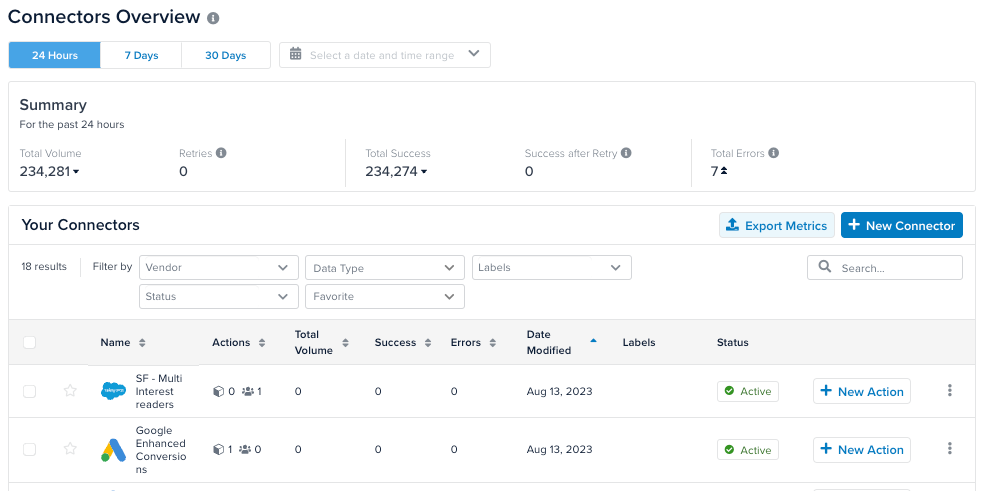 Connectors Overview
24 Hours
7 Days
30 Days
Select a date and time range
Summary
For the past 24 hours
Total Volume
Retries
Total Success
Success after Retry
Total Errors
234,281
0
234,274
0
7
Your Connectors
Export Metrics
New Connector
18 results
Filter by
Vendor
Data Type
Labels
Search...
Status
Favorite
Name
Actions
Total
Volume
Success
Errors
Date
Modified
Labels
Status
SF - Multi
Interest
readers
0
1
0
0
0
Aug 13, 2023
Active
New Action
Google
Enhanced
Conversio
ns
1
0
0
0
0
Aug 13, 2023
Active
New Action